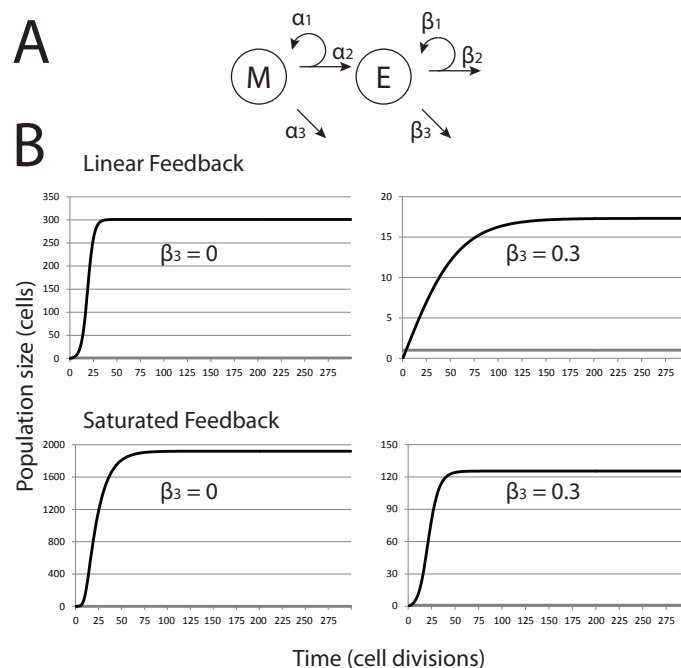 A
α1
α2
α3
M
β1
β2
β3
E
B
Linear Feedback
Population size (cells)
350
300
250
200
150
100
50
0
β3 = 0
0 25 50 75 100 125 150 175 200 225 250 275
20
15
10
5
0
β3 = 0.3
0 25 50 75 100 125 150 175 200 225 250 275
Saturated Feedback
2000
1600
1200
800
400
0
β3 = 0
0 25 50 75 100 125 150 175 200 225 250 275
150
120
90
60
30
0
β3 = 0.3
0 25 50 75 100 125 150 175 200 225 250 275
Time (cell divisions)